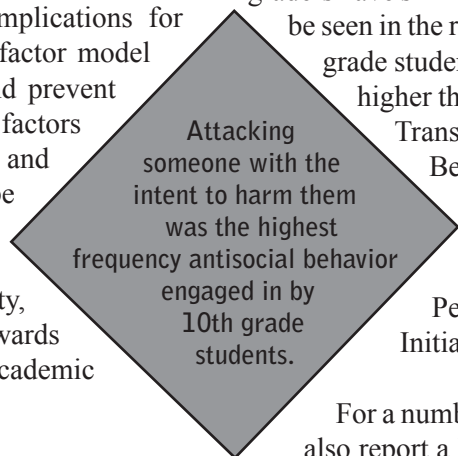 mplications for
factor model
d prevent
factors
and
ty,
wards
cademic
Attacking
someone with the
intent to harm them
was the highest
frequency antisocial behavior
engaged in by
10th grade
students.
be seen in the r
grade studen
higher th
Trans
Be
Pe
Initia
For a numb
also report a